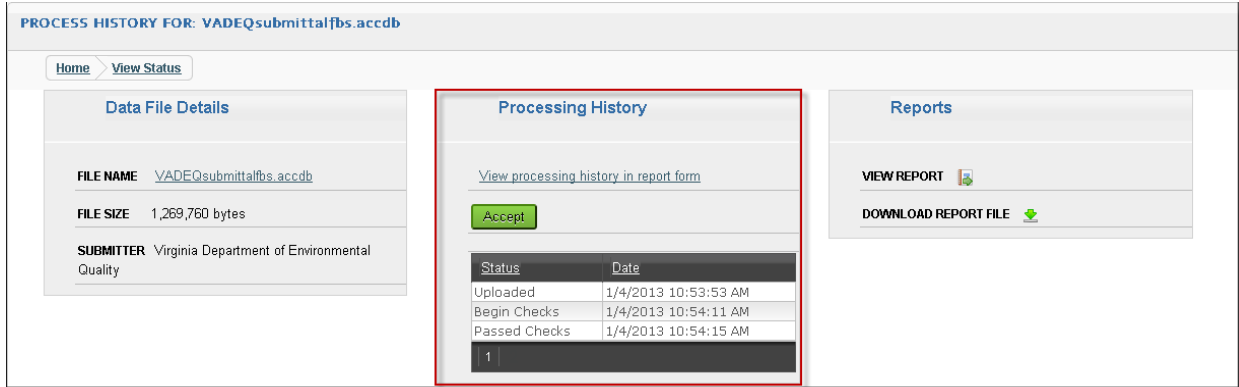 PROCESS HISTORY FOR: VADEQsubmittalfbs.accdb
Home View Status
Data File Details
FILE NAME VADEQsubmittalfbs.accdb
FILE SIZE 1,269,760 bytes
SUBMITTER Virginia Department of Environmental
Quality
Processing History
View processing history in report form
Accept
Status Date
Uploaded 1/4/2013 10:53:53 AM
Begin Checks 1/4/2013 10:54:11 AM
Passed Checks 1/4/2013 10:54:15 AM
1
Reports
VIEW REPORT
DOWNLOAD REPORT FILE